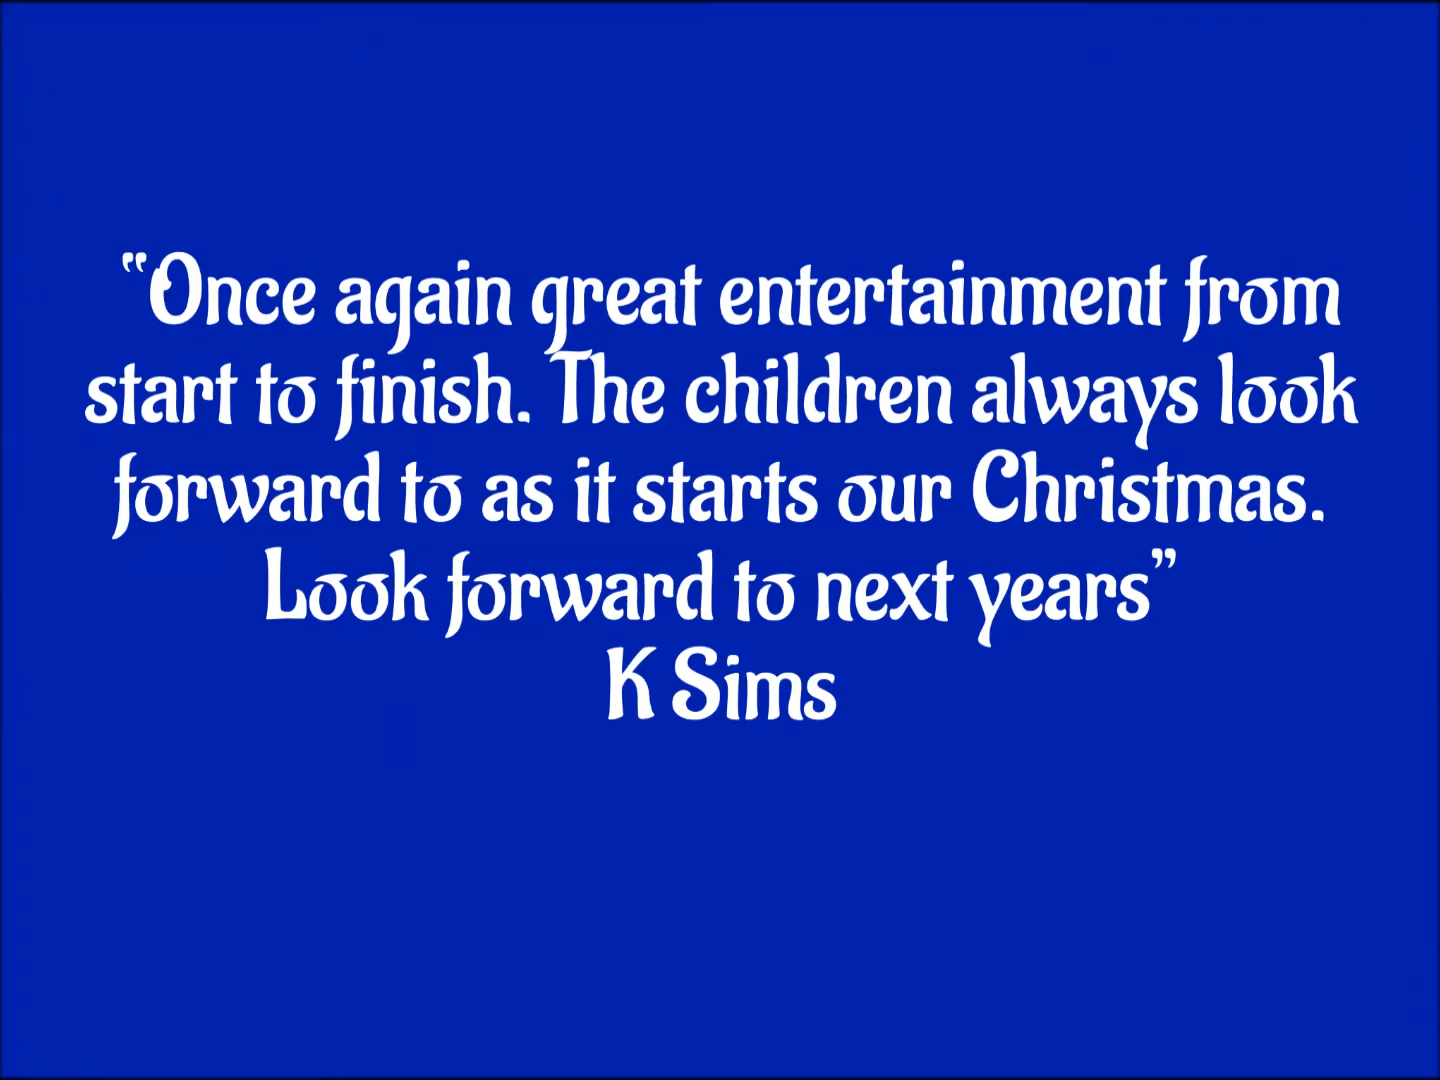 “Once again great entertainment from
start to finish. The children always look
forward to as it starts our Christmas.
Look forward to next years”
K Sims